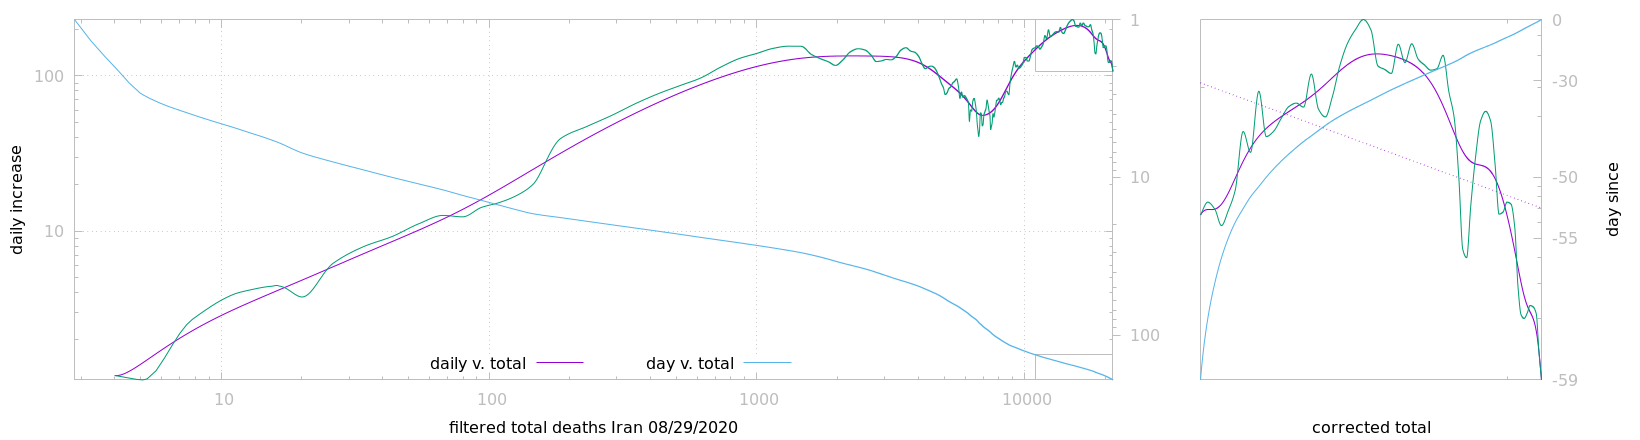 daily increase
100
10
1
10
100
daily v. total
day v. total
10
100
1000
10000
filtered total deaths Iran 08/29/2020
0
-30
-50
-55
-59
day since
corrected total